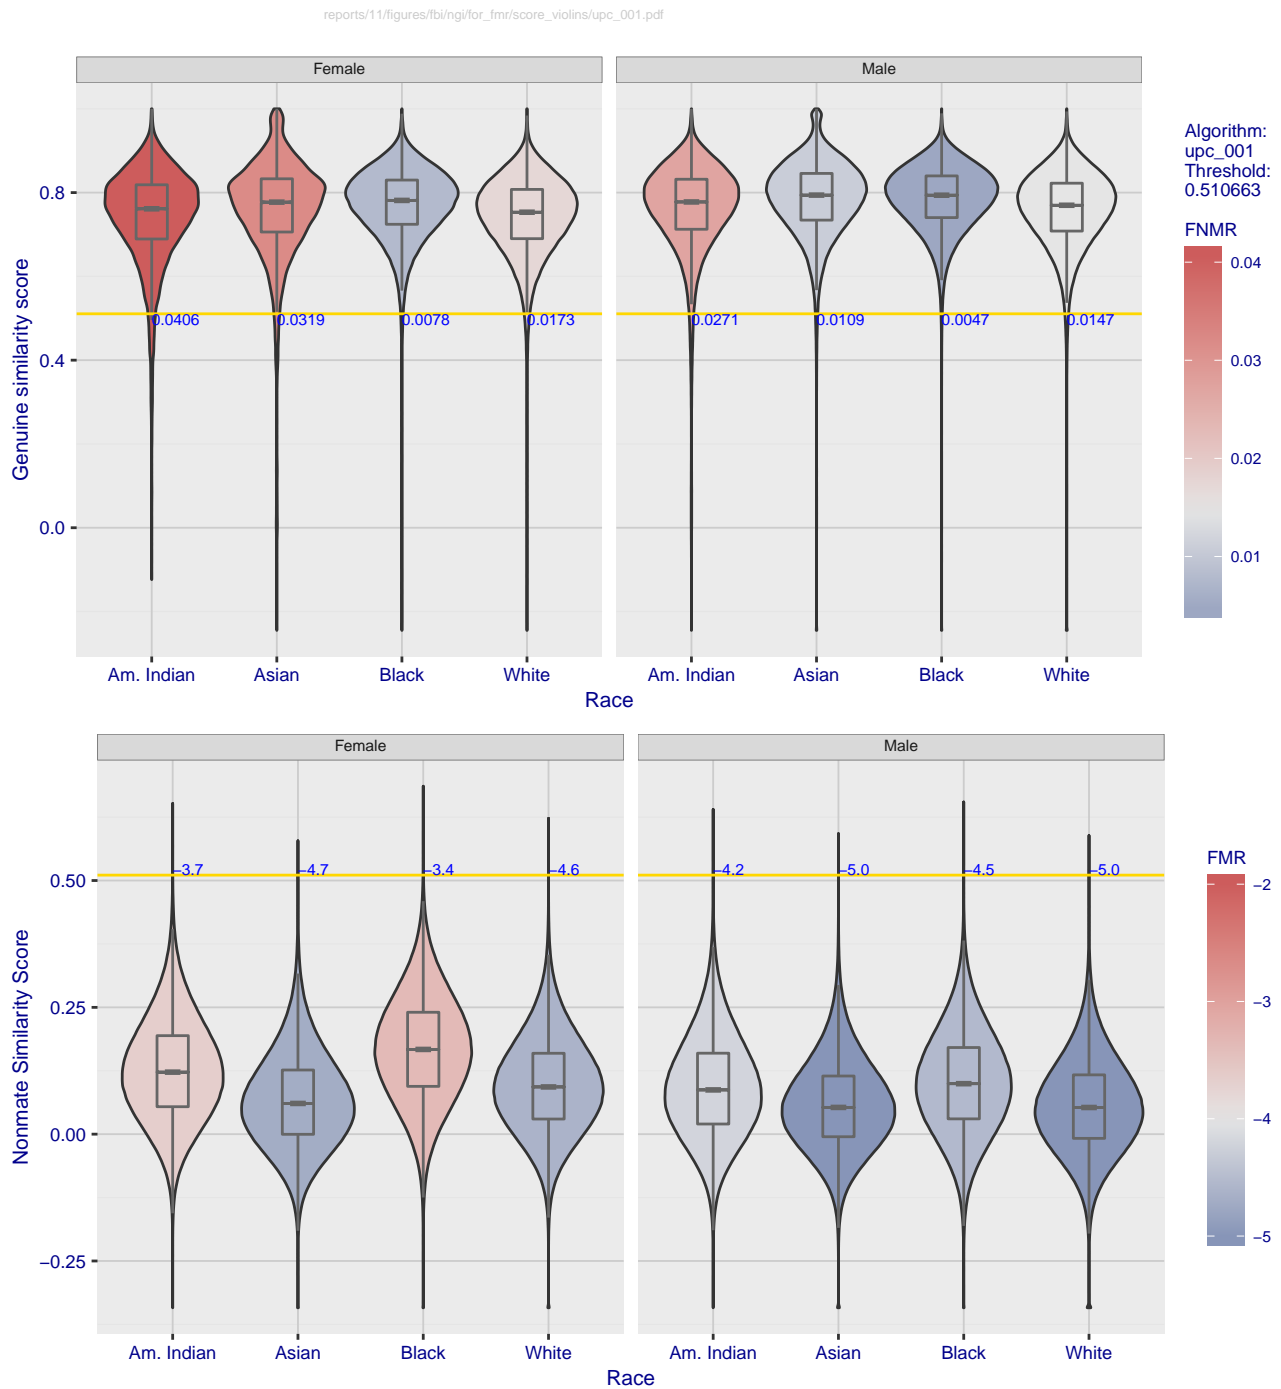 reports/11/figures/fbi/ngi/for_fmr/score_violins/upc_001.pdf
Female
Male
Genuine similarity score
0.8
0.4
0.0
0.0406
0.0319
0.0078
0.0173
0.0271
0.0109
0.0047
0.0147
Am. Indian
Asian
Black
White
Am. Indian
Asian
Black
White
Race
Algorithm:
upc_001
Threshold:
0.510663
FNMR
0.04
0.03
0.02
0.01
Female
Male
Nonmate Similarity Score
0.50
0.25
0.00
−0.25
−3.7
−4.7
−3.4
−4.6
−4.2
−5.0
−4.5
−5.0
Am. Indian
Asian
Black
White
Am. Indian
Asian
Black
White
Race
FMR
−2
−3
−4
−5